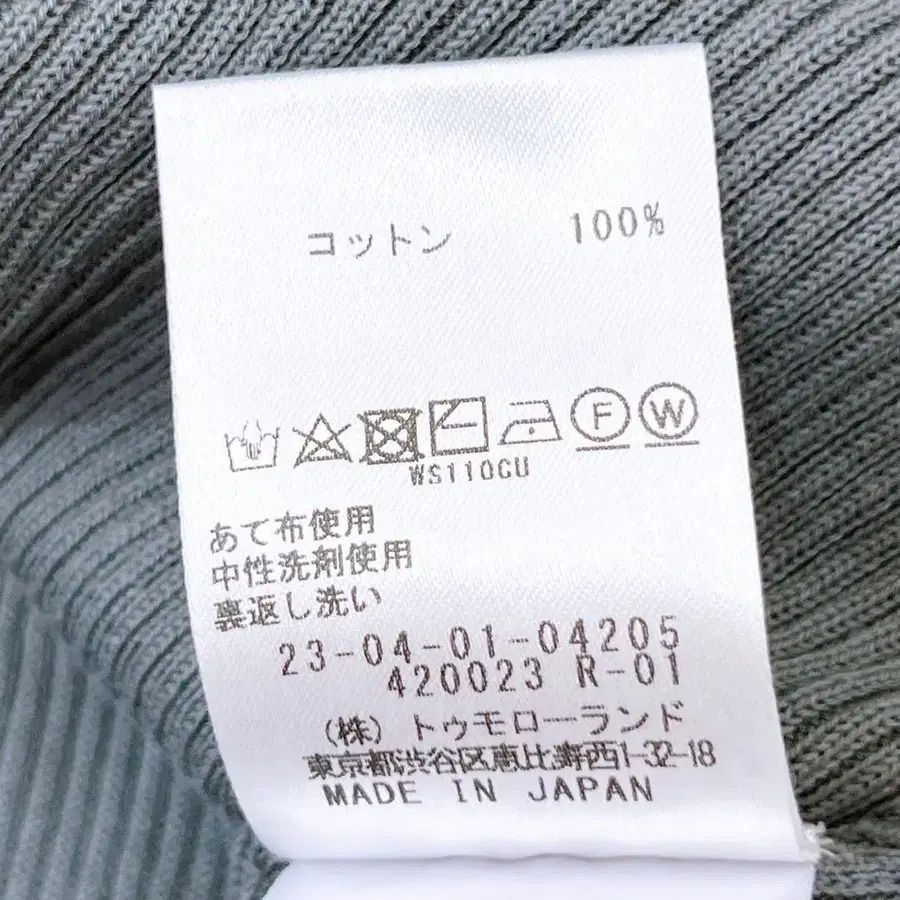 コットン 100%
F W
WS110CU
あて布使用
中性洗剤使用
裏返し洗い
23-04-01-04205
420023 R-01
(株) トゥモローランド
東京都渋谷区恵比寿西1-32-18
MADE IN JAPAN